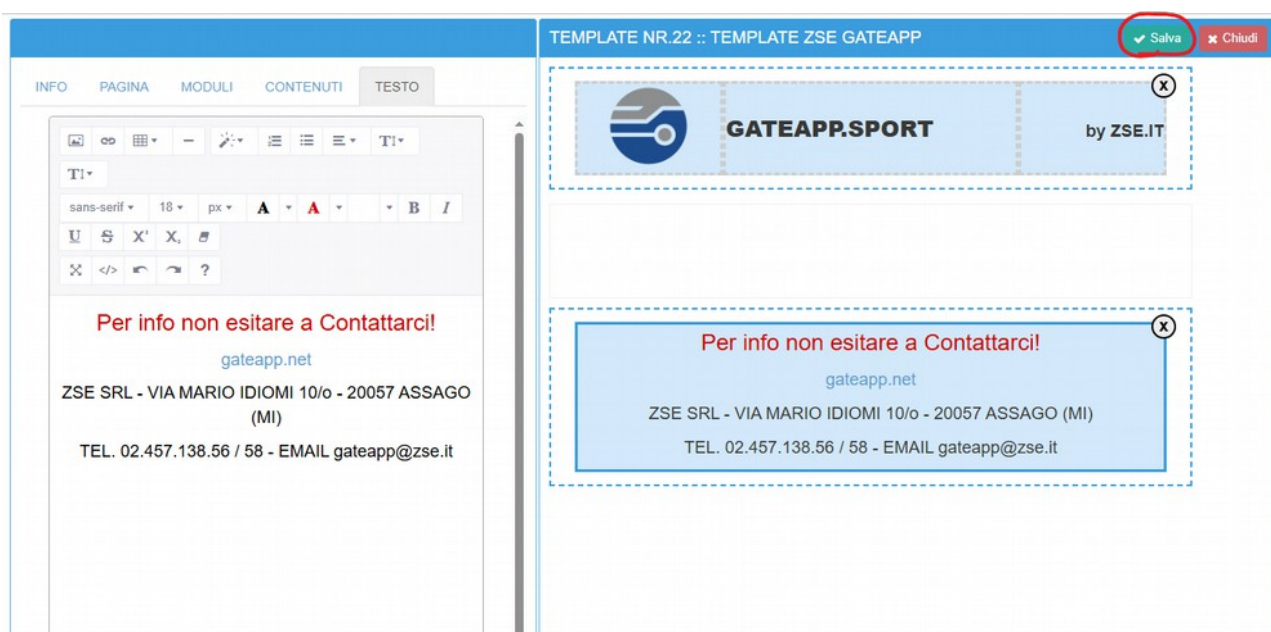 TEMPLATE NR.22 :: TEMPLATE ZSE GATEAPP
Salva
Chiudi
INFO PAGINA MODULI CONTENUTI TESTO
sans-serif 18 px A A B I
U S X' X,
</> ?
Per info non esitare a Contattarci!
gateapp.net
ZSE SRL - VIA MARIO IDIOMI 10/o - 20057 ASSAGO
(MI)
TEL. 02.457.138.56 / 58 - EMAIL gateapp@zse.it
X
GATEAPP.SPORT
by ZSE.IT
X
Per info non esitare a Contattarci!
gateapp.net
ZSE SRL - VIA MARIO IDIOMI 10/o - 20057 ASSAGO (MI)
TEL. 02.457.138.56 / 58 - EMAIL gateapp@zse.it